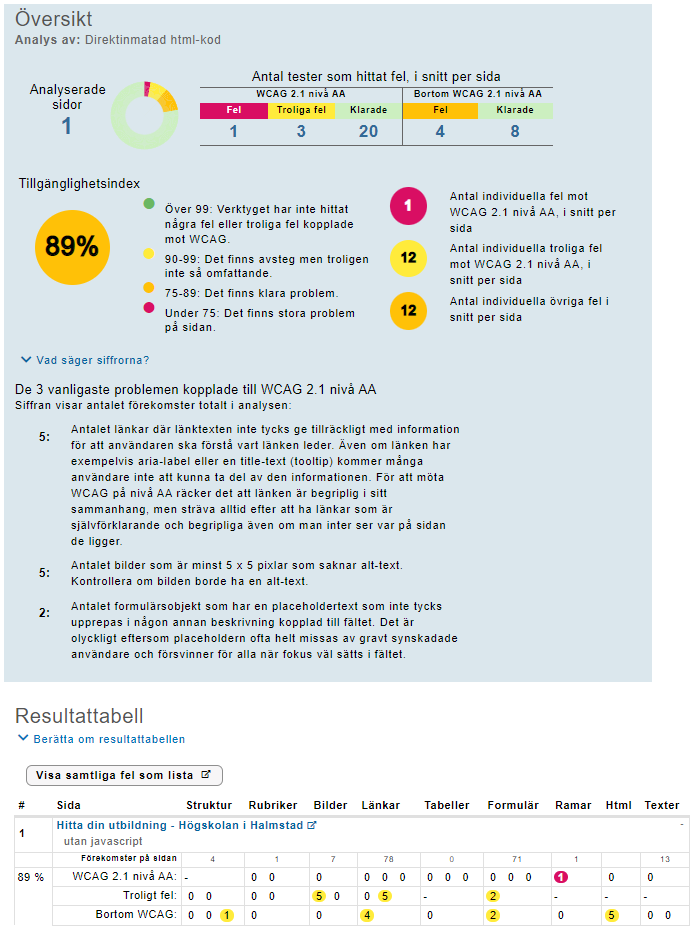 Översikt
Analys av: Direktinmatad html-kod
Analyserade sidor
1
Antal tester som hittat fel, i snitt per sida
WCAG 2.1 nivå AA Bortom WCAG 2.1 nivå AA
Fel Troliga fel Klarade Fel Klarade
1 3 20 4 8
Tillgänglighetsindex
89%
Över 99: Verktyget har inte hittat
några fel eller troliga fel kopplade
mot WCAG.
90-99: Det finns avsteg men troligen
inte så omfattande.
75-89: Det finns klara problem.
Under 75: Det finns stora problem
på sidan.
1
Antal individuella fel mot
WCAG 2.1 nivå AA, i snitt per
sida
12
Antal individuella troliga fel
mot WCAG 2.1 nivå AA, i
snitt per sida
12
Antal individuella övriga fel i
snitt per sida
Vad säger siffrorna?
De 3 vanligaste problemen kopplade till WCAG 2.1 nivå AA
Siffran visar antalet förekomster totalt i analysen:
5:
Antalet länkar där länktexten inte tycks ge tillräckligt med information
för att användaren ska förstå vart länken leder. Även om länken har
exempelvis aria-label eller en title-text (tooltip) kommer många
användare inte att kunna ta del av den informationen. För att möta
WCAG på nivå AA räcker det att länken är begriplig i sitt
sammanhang, men sträva alltid efter att ha länkar som är
självförklarande och begripliga även om man inter ser var på sidan
de ligger.
5:
Antalet bilder som är minst 5 x 5 pixlar som saknar alt-text.
Kontrollera om bilden borde ha en alt-text.
2:
Antalet formulärsobjekt som har en placeholdertext som inte tycks
upprepas i någon annan beskrivning kopplad till fältet. Det är
olyckligt eftersom placeholdern ofta helt missas av gravt synskadade
användare och försvinner för alla när fokus väl sätts i fältet.
Resultattabell
Berätta om resultattabellen
Visa samtliga fel som lista
# Sida Struktur Rubriker Bilder Länkar Tabeller Formulär Ramar Html Texter
1 Hitta din utbildning - Högskolan i Halmstad -
utan javascript
Förekomster på sidan 4 1 7 78 0 71 1 13
89 % WCAG 2.1 nivå AA: - 0 0 0 0 0 0 0 0 0 0 0 0 1 0 0
Troligt fel: 0 0 0 0 5 0 0 5 - 2 - - -
Bortom WCAG: 0 0 1 0 0 0 4 0 2 0 5 0